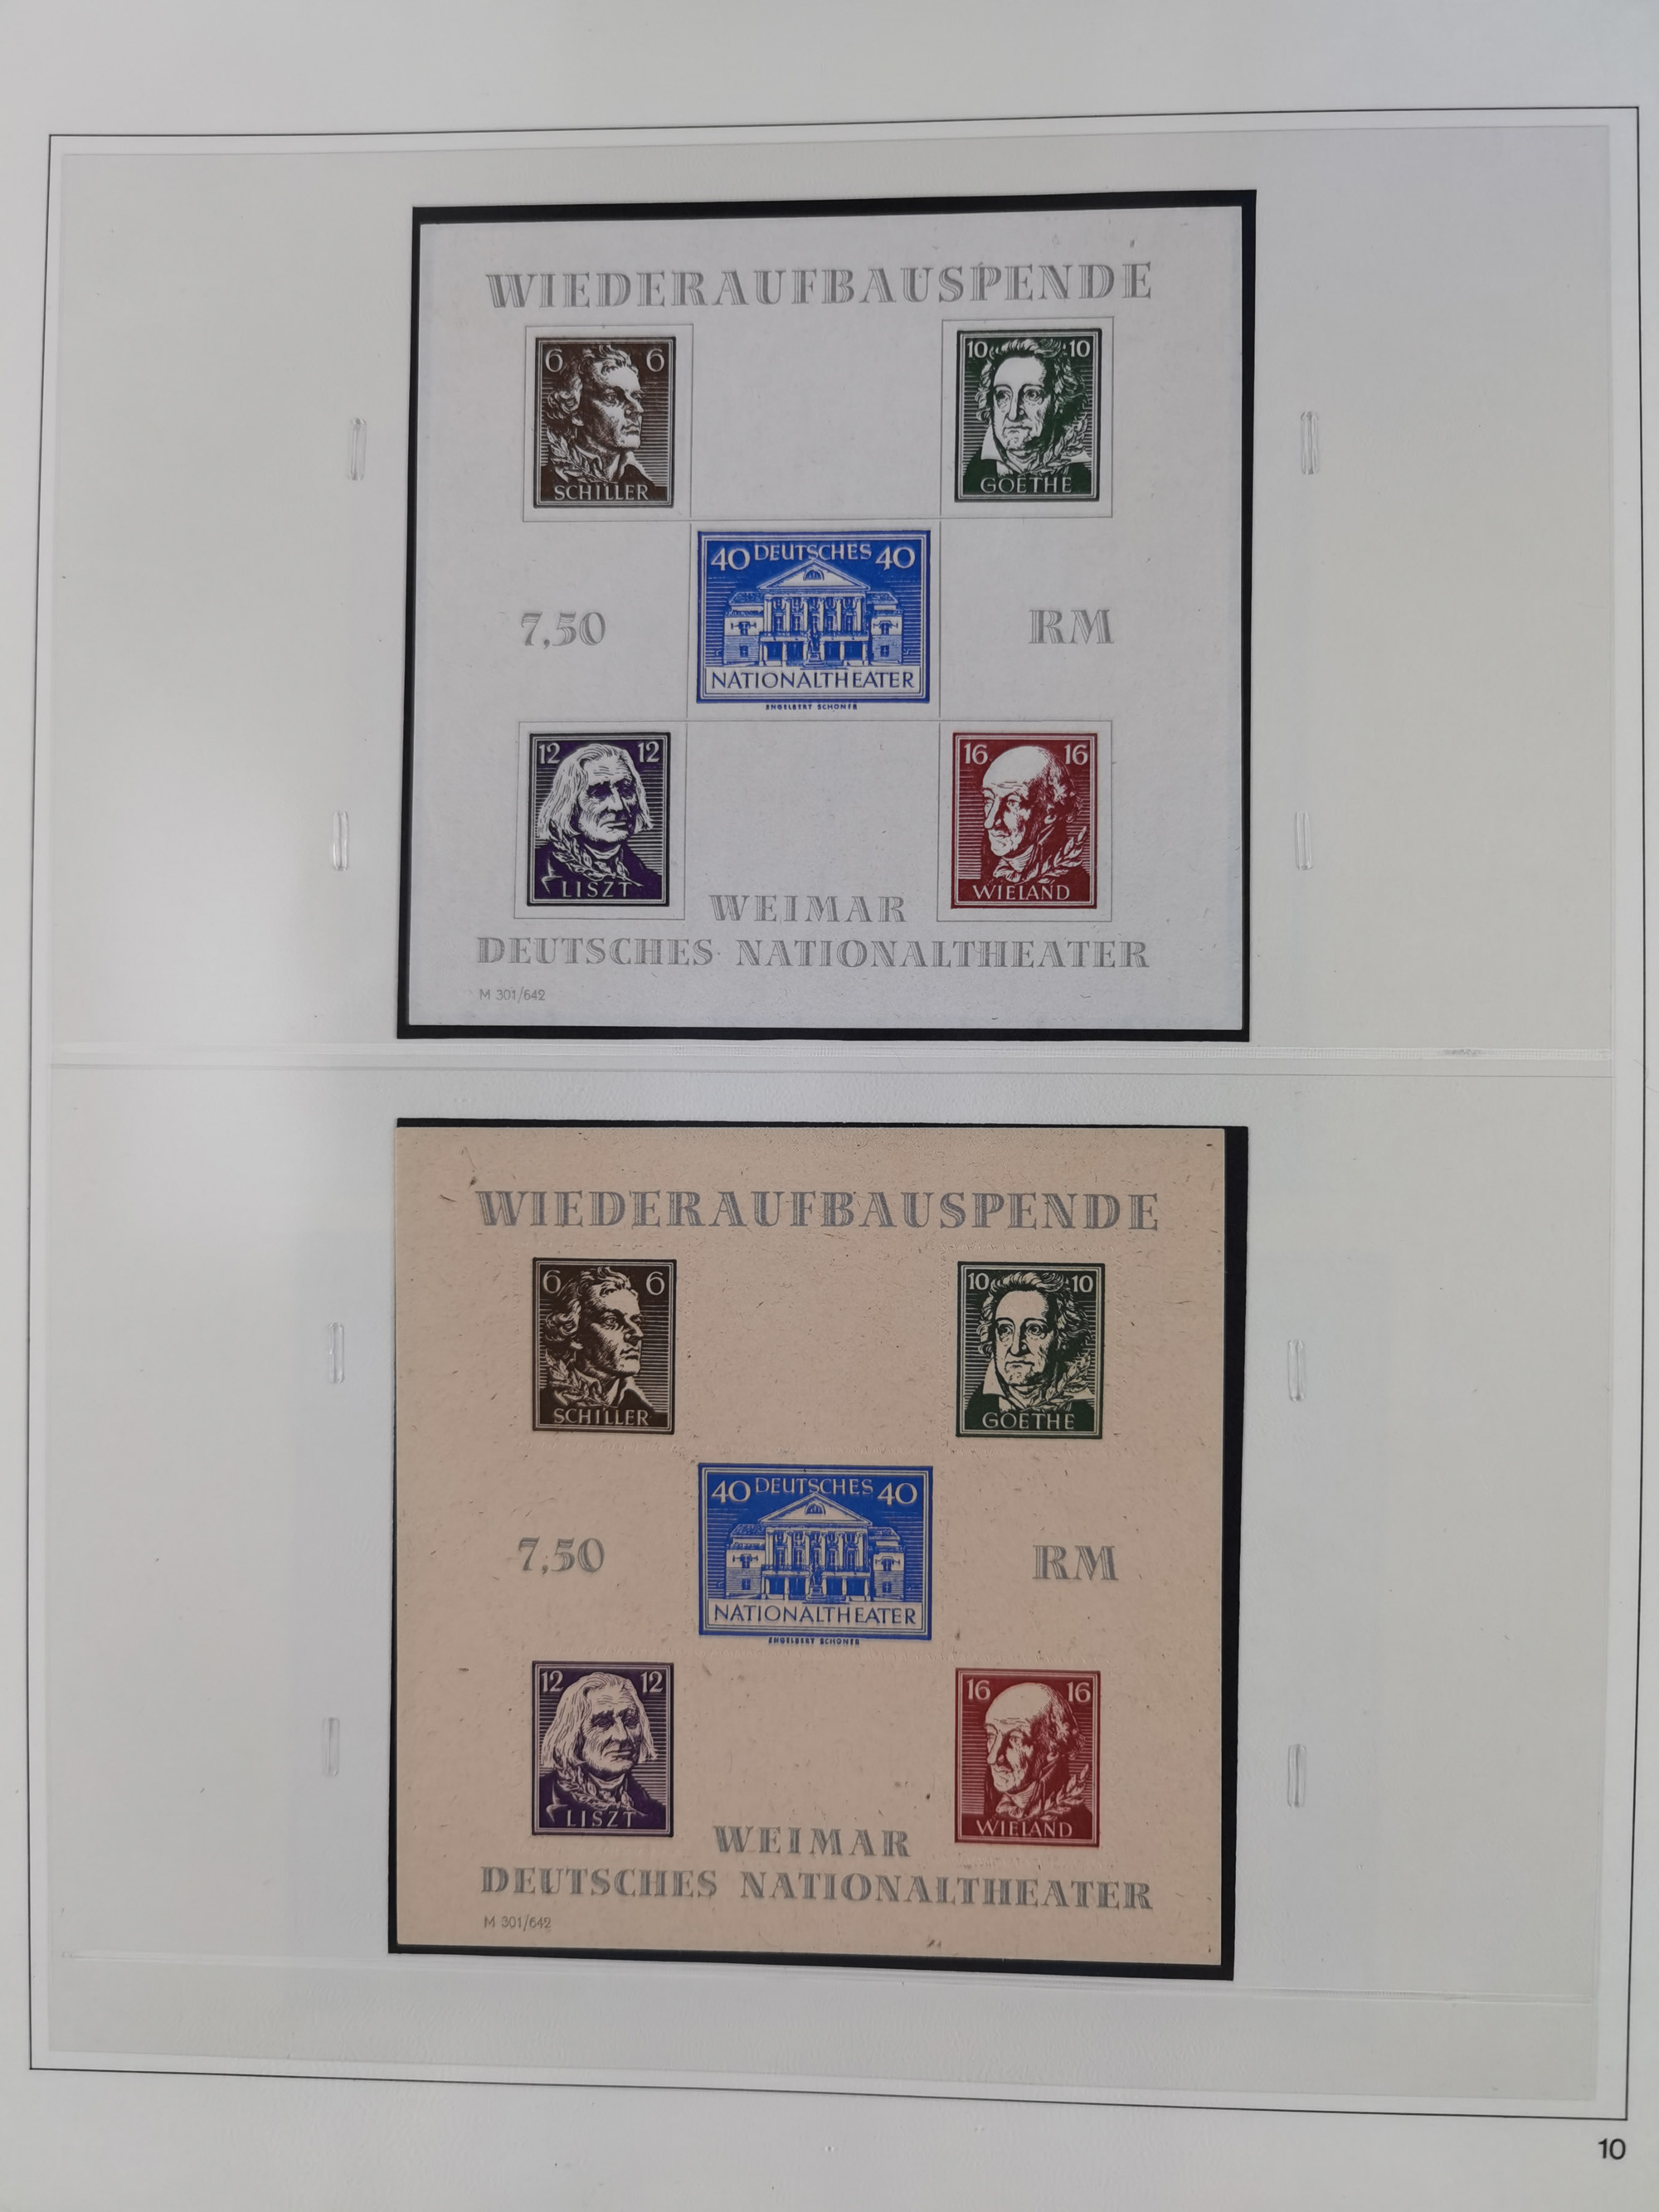 WIEDERAUFBAUSPENDE
6 6
SCHILLER
10 10
GOETHE
40 DEUTSCHES 40
NATIONALTHEATER
ENGELBERT SCHONER
7,50 RM
12 12
LISZT
16 16
WIELAND
WEIMAR
DEUTSCHES NATIONALTHEATER
M 301/642
WIEDERAUFBAUSPENDE
6 6
SCHILLER
10 10
GOETHE
40 DEUTSCHES 40
NATIONALTHEATER
ENGELBERT SCHONER
7,50 RM
12 12
LISZT
16 16
WIELAND
WEIMAR
DEUTSCHES NATIONALTHEATER
M 301/642
10